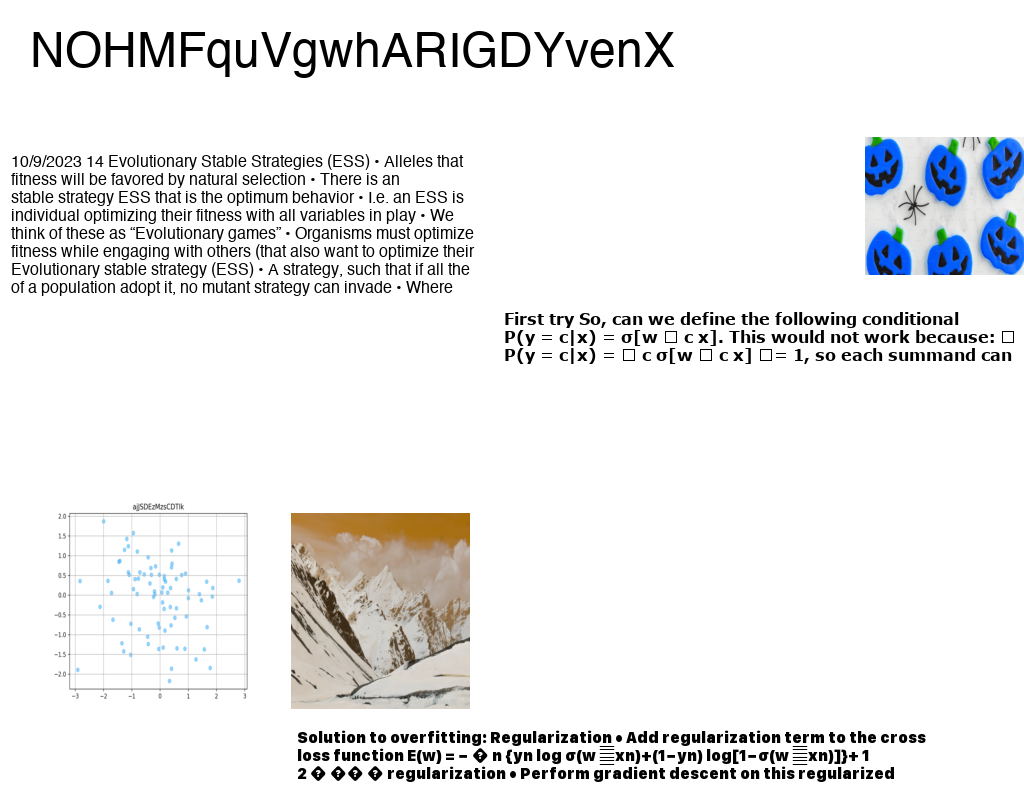 NOHMFquVgwhARIGDYvenX
10/9/2023 14 Evolutionary Stable Strategies (ESS) • Alleles that
fitness will be favored by natural selection • There is an
stable strategy ESS that is the optimum behavior • I.e. an ESS is
individual optimizing their fitness with all variables in play • We
think of these as “Evolutionary games” • Organisms must optimize
fitness while engaging with others (that also want to optimize their
Evolutionary stable strategy (ESS) • A strategy, such that if all the
of a population adopt it, no mutant strategy can invade • Where
First try So, can we define the following conditional
P(y = c|x) = σ[w □ c x]. This would not work because: □
P(y = c|x) = □ c σ[w □ c x] □= 1, so each summand can
ajJSDEzMzsCDTlk
2.0
1.5
1.0
0.5
0.0
−0.5
−1.0
−1.5
−2.0
−3 −2 −1 0 1 2 3
Solution to overfitting: Regularization • Add regularization term to the cross
loss function E(w) = − � n {yn log σ(w 𝍔xn)+(1−yn) log[1−σ(w 𝍔xn)]}+ 1
2 � � � � regularization • Perform gradient descent on this regularized